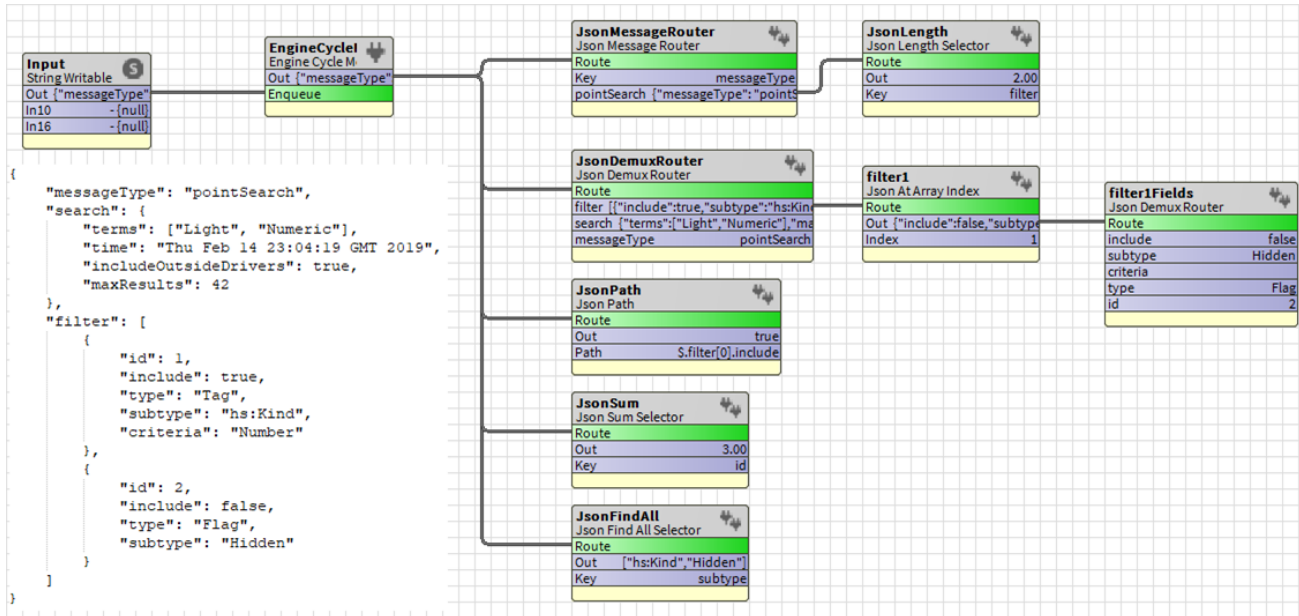 Input
String Writable
S
Out {"messageType"
In10 - {null}
In16 - {null}
EngineCycleI
Engine Cycle M
Out {"messageType"
Enqueue
JsonMessageRouter
Json Message Router
Route
Key messageType
pointSearch {"messageType":"pointS
JsonLength
Json Length Selector
Route
Out 2.00
Key filter
JsonDemuxRouter
Json Demux Router
Route
filter [{"include":true,"subtype":"hs:Kind
search {"terms":["Light","Numeric"],"ma
messageType pointSearch
filter1
Json At Array Index
Route
Out {"include":false,"subtype
Index 1
filter1Fields
Json Demux Router
Route
include false
subtype Hidden
criteria
type Flag
id 2
JsonPath
Json Path
Route
Out true
Path $.filter[0].include
JsonSum
Json Sum Selector
Route
Out 3.00
Key id
JsonFindAll
Json Find All Selector
Route
Out ["hs:Kind","Hidden"]
Key subtype
{
"messageType": "pointSearch",
"search": {
"terms": ["Light", "Numeric"],
"time": "Thu Feb 14 23:04:19 GMT 2019",
"includeOutsideDrivers": true,
"maxResults": 42
},
"filter": [
{
"id": 1,
"include": true,
"type": "Tag",
"subtype": "hs:Kind",
"criteria": "Number"
},
{
"id": 2,
"include": false,
"type": "Flag",
"subtype": "Hidden"
}
]
}